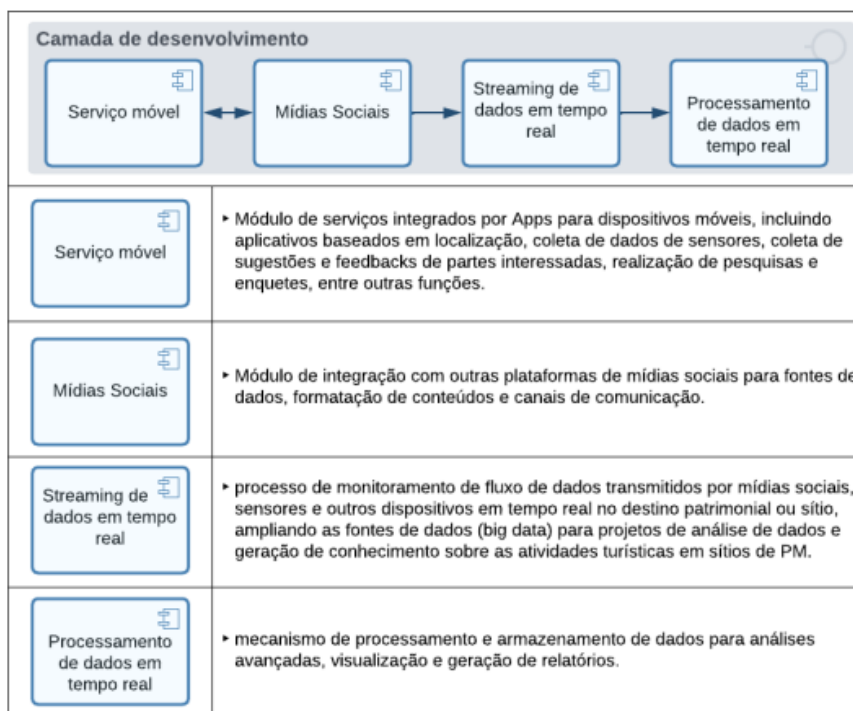 Camada de desenvolvimento
Serviço móvel
Mídias Sociais
Streaming de
dados em tempo
real
Processamento
de dados em
tempo real
Serviço móvel
‣ Módulo de serviços integrados por Apps para dispositivos móveis, incluindo
aplicativos baseados em localização, coleta de dados de sensores, coleta de
sugestões e feedbacks de partes interessadas, realização de pesquisas e
enquetes, entre outras funções.
Mídias Sociais
‣ Módulo de integração com outras plataformas de mídias sociais para fontes de
dados, formatação de conteúdos e canais de comunicação.
Streaming de
dados em tempo
real
‣ processo de monitoramento de fluxo de dados transmitidos por mídias sociais,
sensores e outros dispositivos em tempo real no destino patrimonial ou sítio,
ampliando as fontes de dados (big data) para projetos de análise de dados e
geração de conhecimento sobre as atividades turísticas em sítios de PM.
Processamento
de dados em
tempo real
‣ mecanismo de processamento e armazenamento de dados para análises
avançadas, visualização e geração de relatórios.